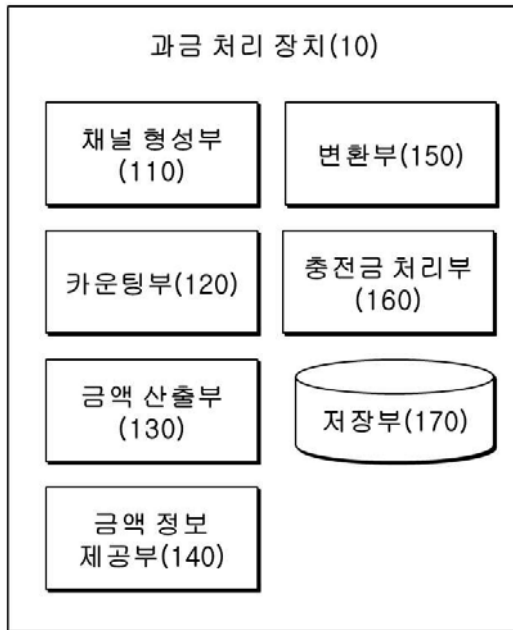 과금 처리 장치(10)
채널 형성부
(110)
변환부(150)
카운팅부(120)
충전금 처리부
(160)
금액 산출부
(130)
저장부(170)
금액 정보
제공부(140)